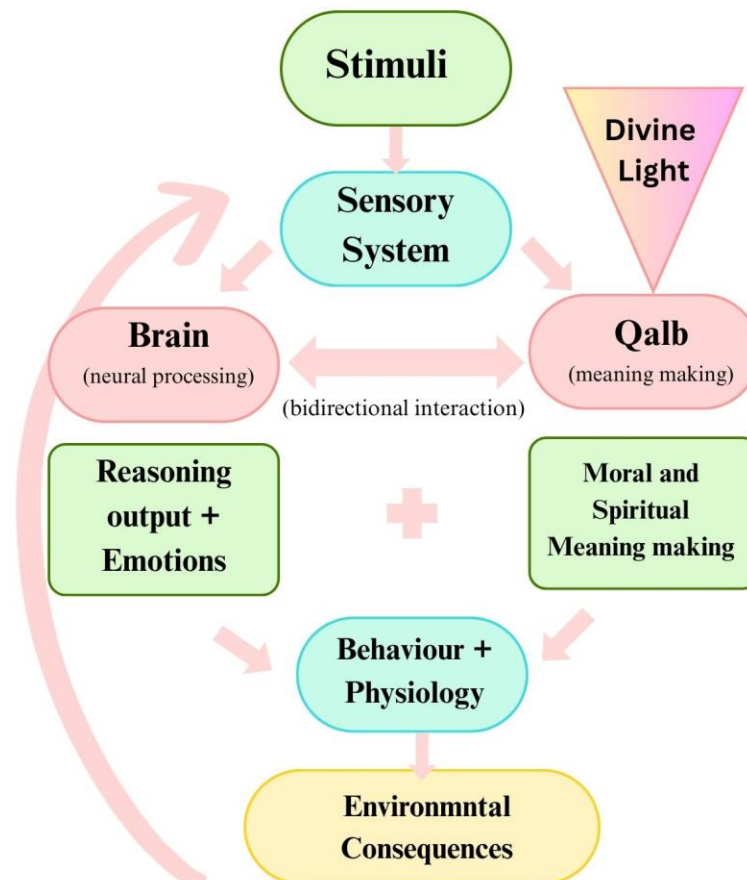 Stimuli
Divine
Light
Sensory
System
Brain
(neural processing)
Qalb
(meaning making)
(bidirectional interaction)
Reasoning
output +
Emotions
Moral and
Spiritual
Meaning making
Behaviour +
Physiology
Environmntal
Consequences